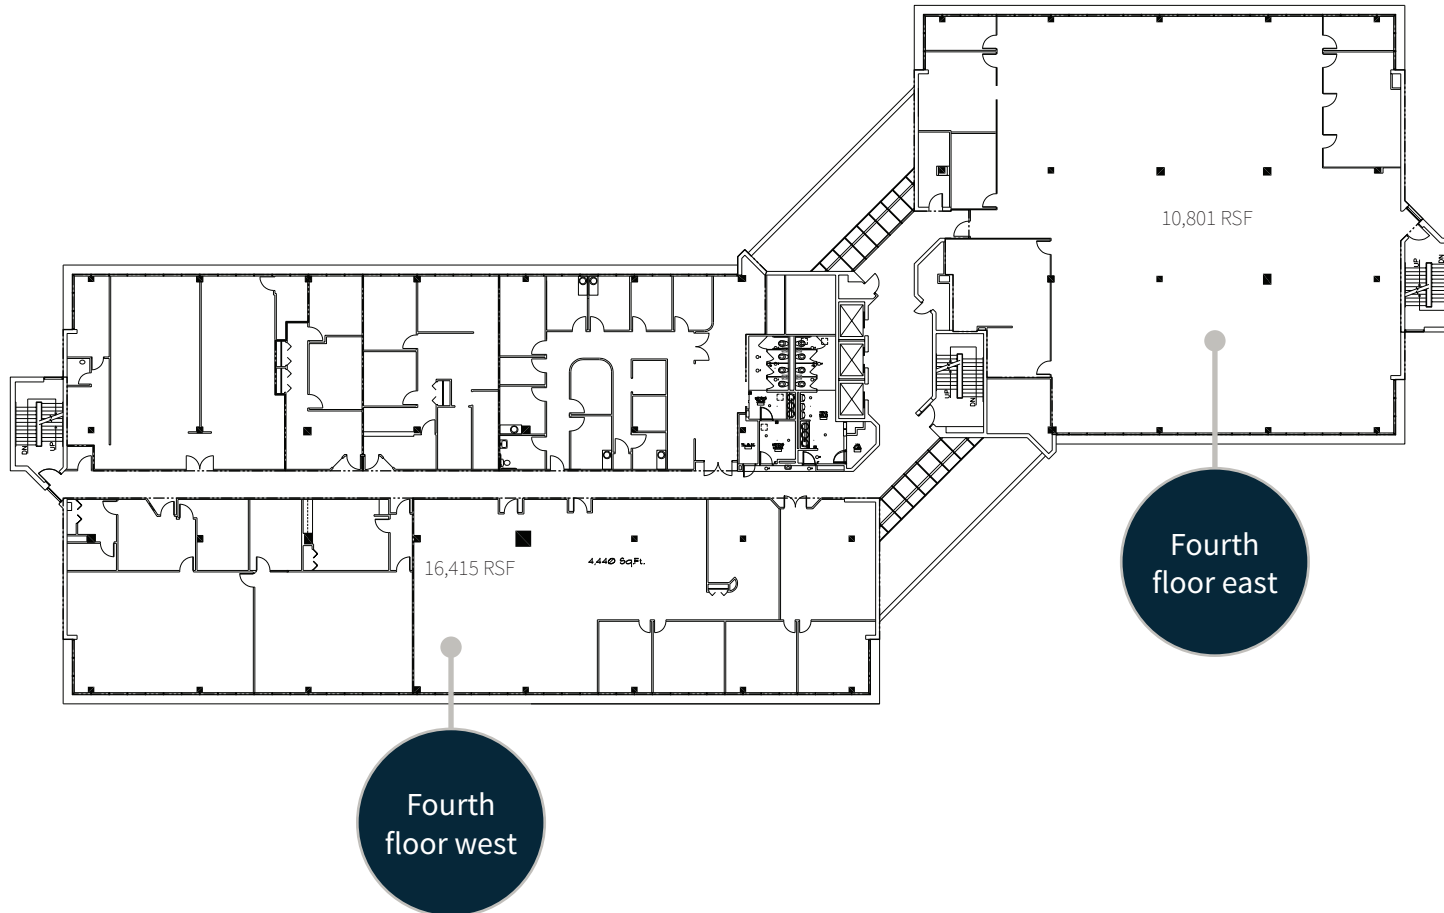 10,801 RSF
UP
DN
UP
DN
DN
UP
16,415 RSF
4,440 Sq.Ft.
Fourth
floor east
Fourth
floor west